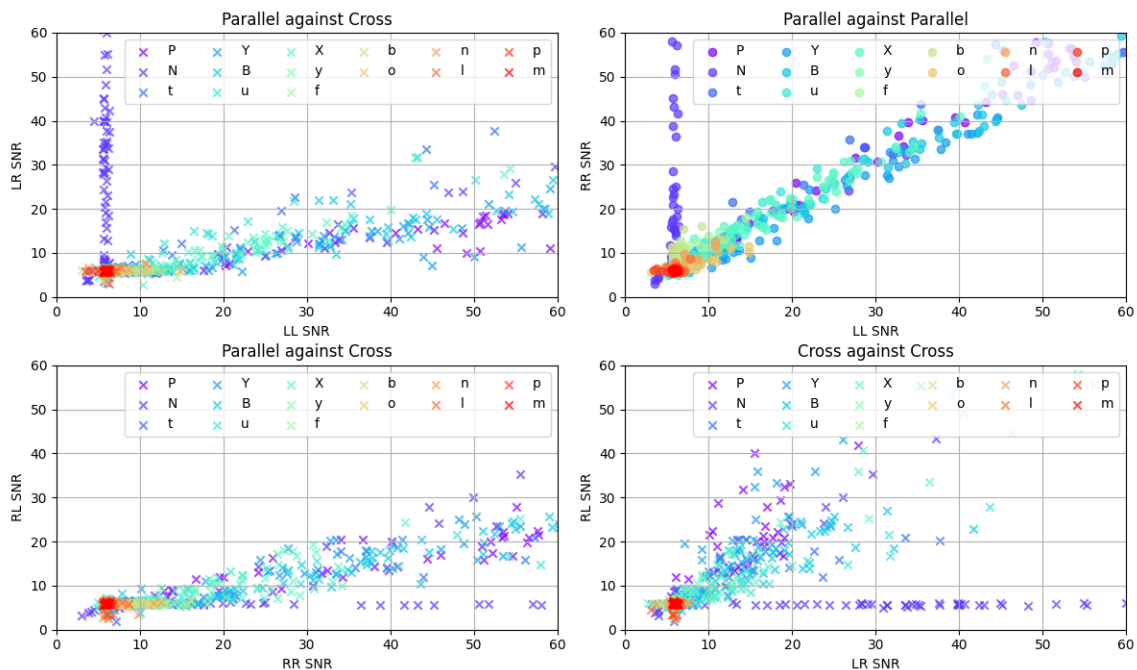 Parallel against Cross
60
50
40
30
20
10
0
LR SNR
P Y X b n p
N B y o l m
t u f
0 10 20 30 40 50 60
LL SNR
Parallel against Parallel
60
50
40
30
20
10
0
RR SNR
P Y X b n p
N B y o l m
t u f
0 10 20 30 40 50 60
LL SNR
Parallel against Cross
60
50
40
30
20
10
0
RL SNR
P Y X b n p
N B y o l m
t u f
0 10 20 30 40 50 60
RR SNR
Cross against Cross
60
50
40
30
20
10
0
RL SNR
P Y X b n p
N B y o l m
t u f
0 10 20 30 40 50 60
LR SNR